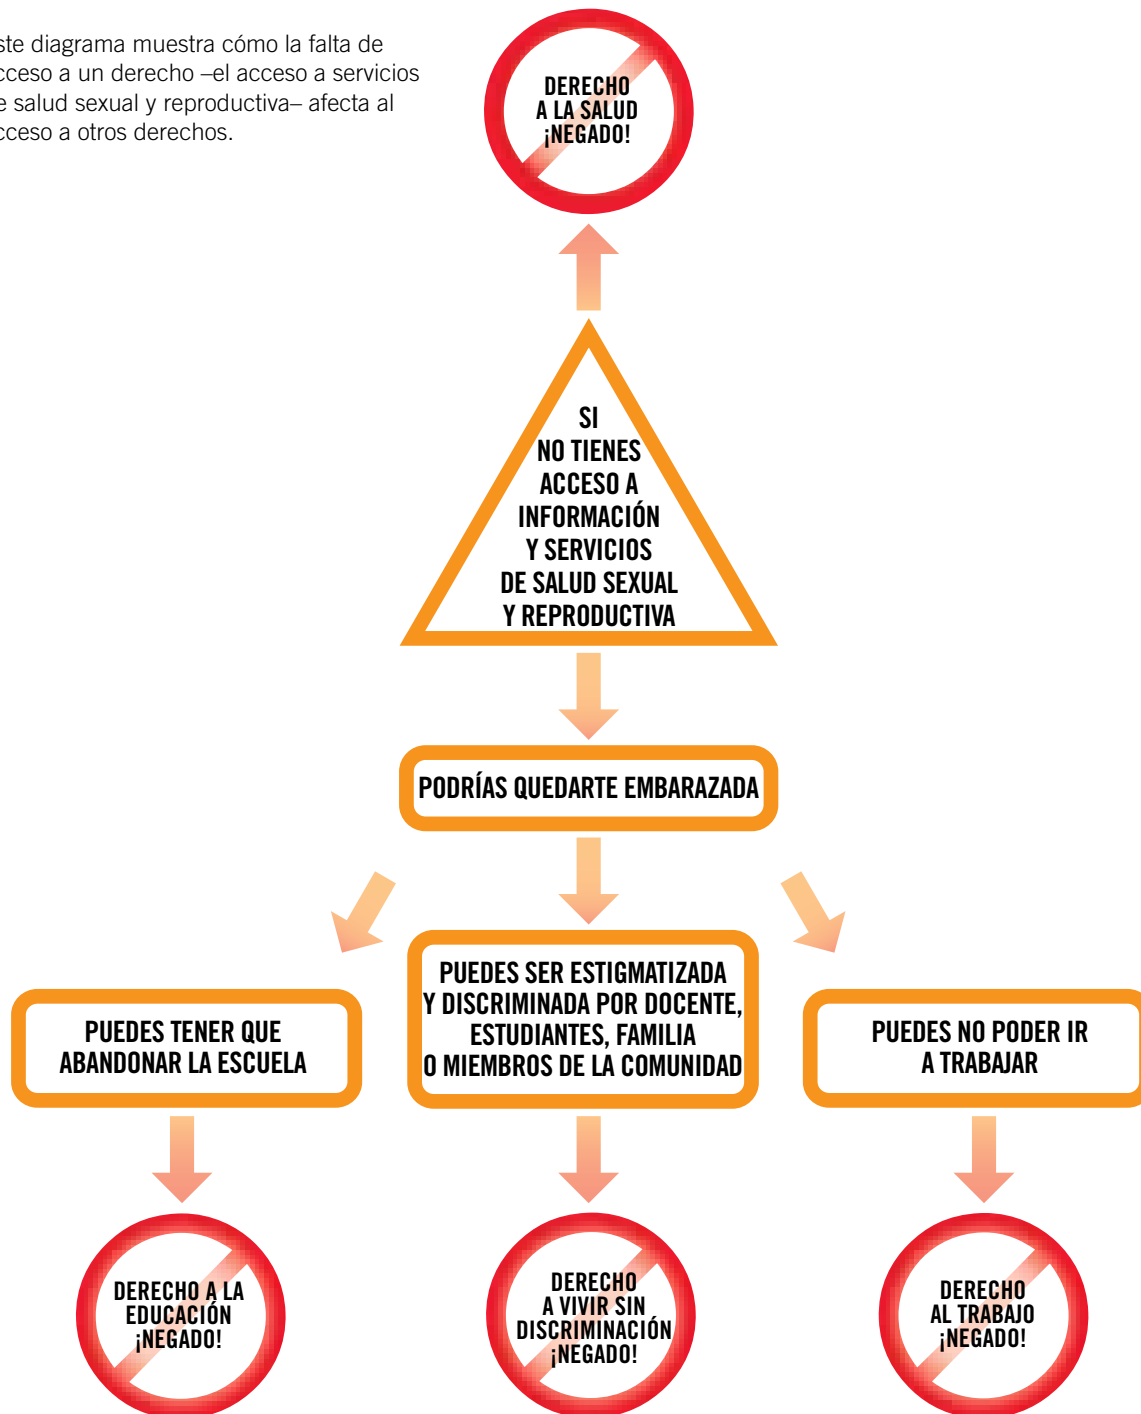 ste diagrama muestra cómo la falta de
cceso a un derecho –el acceso a servicios
e salud sexual y reproductiva– afecta al
cceso a otros derechos.
DERECHO
A LA SALUD
¡NEGADO!
SI
NO TIENES
ACCESO A
INFORMACIÓN
Y SERVICIOS
DE SALUD SEXUAL
Y REPRODUCTIVA
PODRÍAS QUEDARTE EMBARAZADA
PUEDES TENER QUE
ABANDONAR LA ESCUELA
PUEDES SER ESTIGMATIZADA
Y DISCRIMINADA POR DOCENTE,
ESTUDIANTES, FAMILIA
O MIEMBROS DE LA COMUNIDAD
PUEDES NO PODER IR
A TRABAJAR
DERECHO A LA
EDUCACIÓN
¡NEGADO!
DERECHO
A VIVIR SIN
DISCRIMINACIÓN
¡NEGADO!
DERECHO
AL TRABAJO
¡NEGADO!